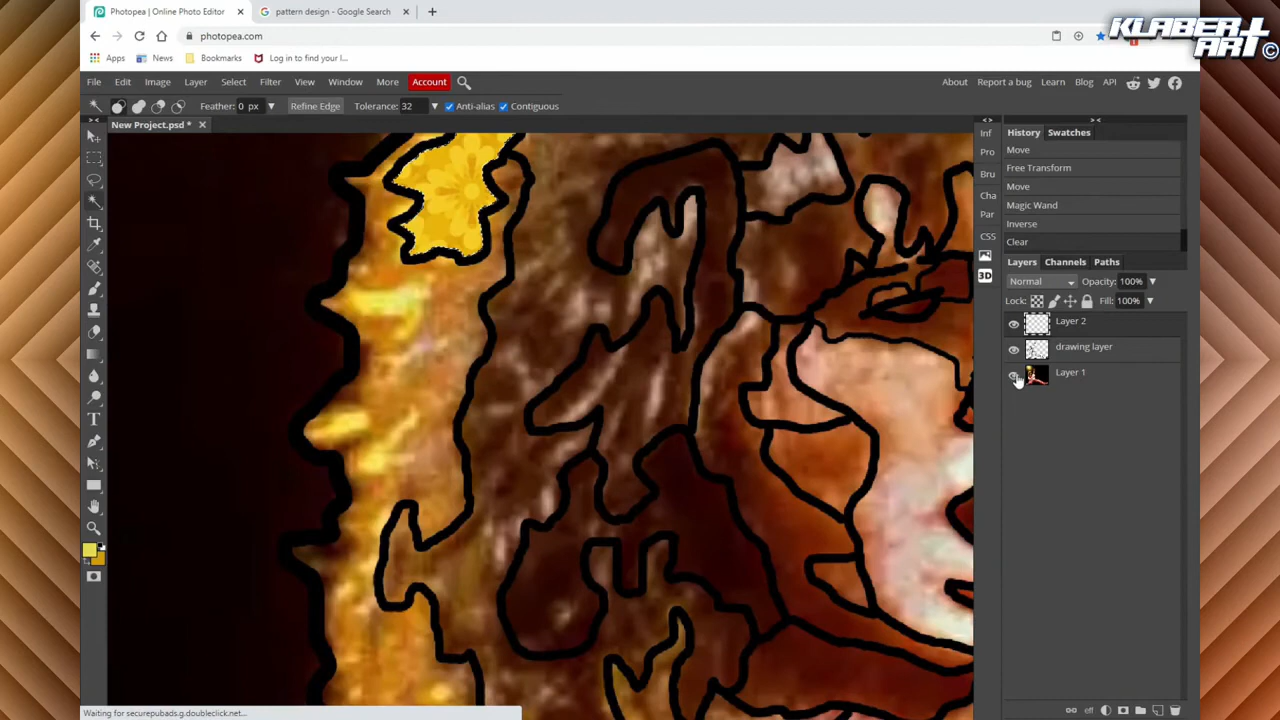 Photopea | Online Photo Editor
pattern design - Google Search
KLABERT
ART ©
photopea.com
Apps News Bookmarks Log in to find your l...
File Edit Image Layer Select Filter View Window More Account
About Report a bug Learn Blog API
Feather: 0 px Refine Edge Tolerance: 32 Anti-alias Contiguous
New Project.psd *
Inf
Pro
Bru
Cha
Par
CSS
3D
History Swatches
Move
Free Transform
Move
Magic Wand
Inverse
Clear
Layers Channels Paths
Normal Opacity: 100%
Lock: Fill: 100%
Layer 2
drawing layer
Layer 1
eff
Waiting for securepubads.g.doubleclick.net...